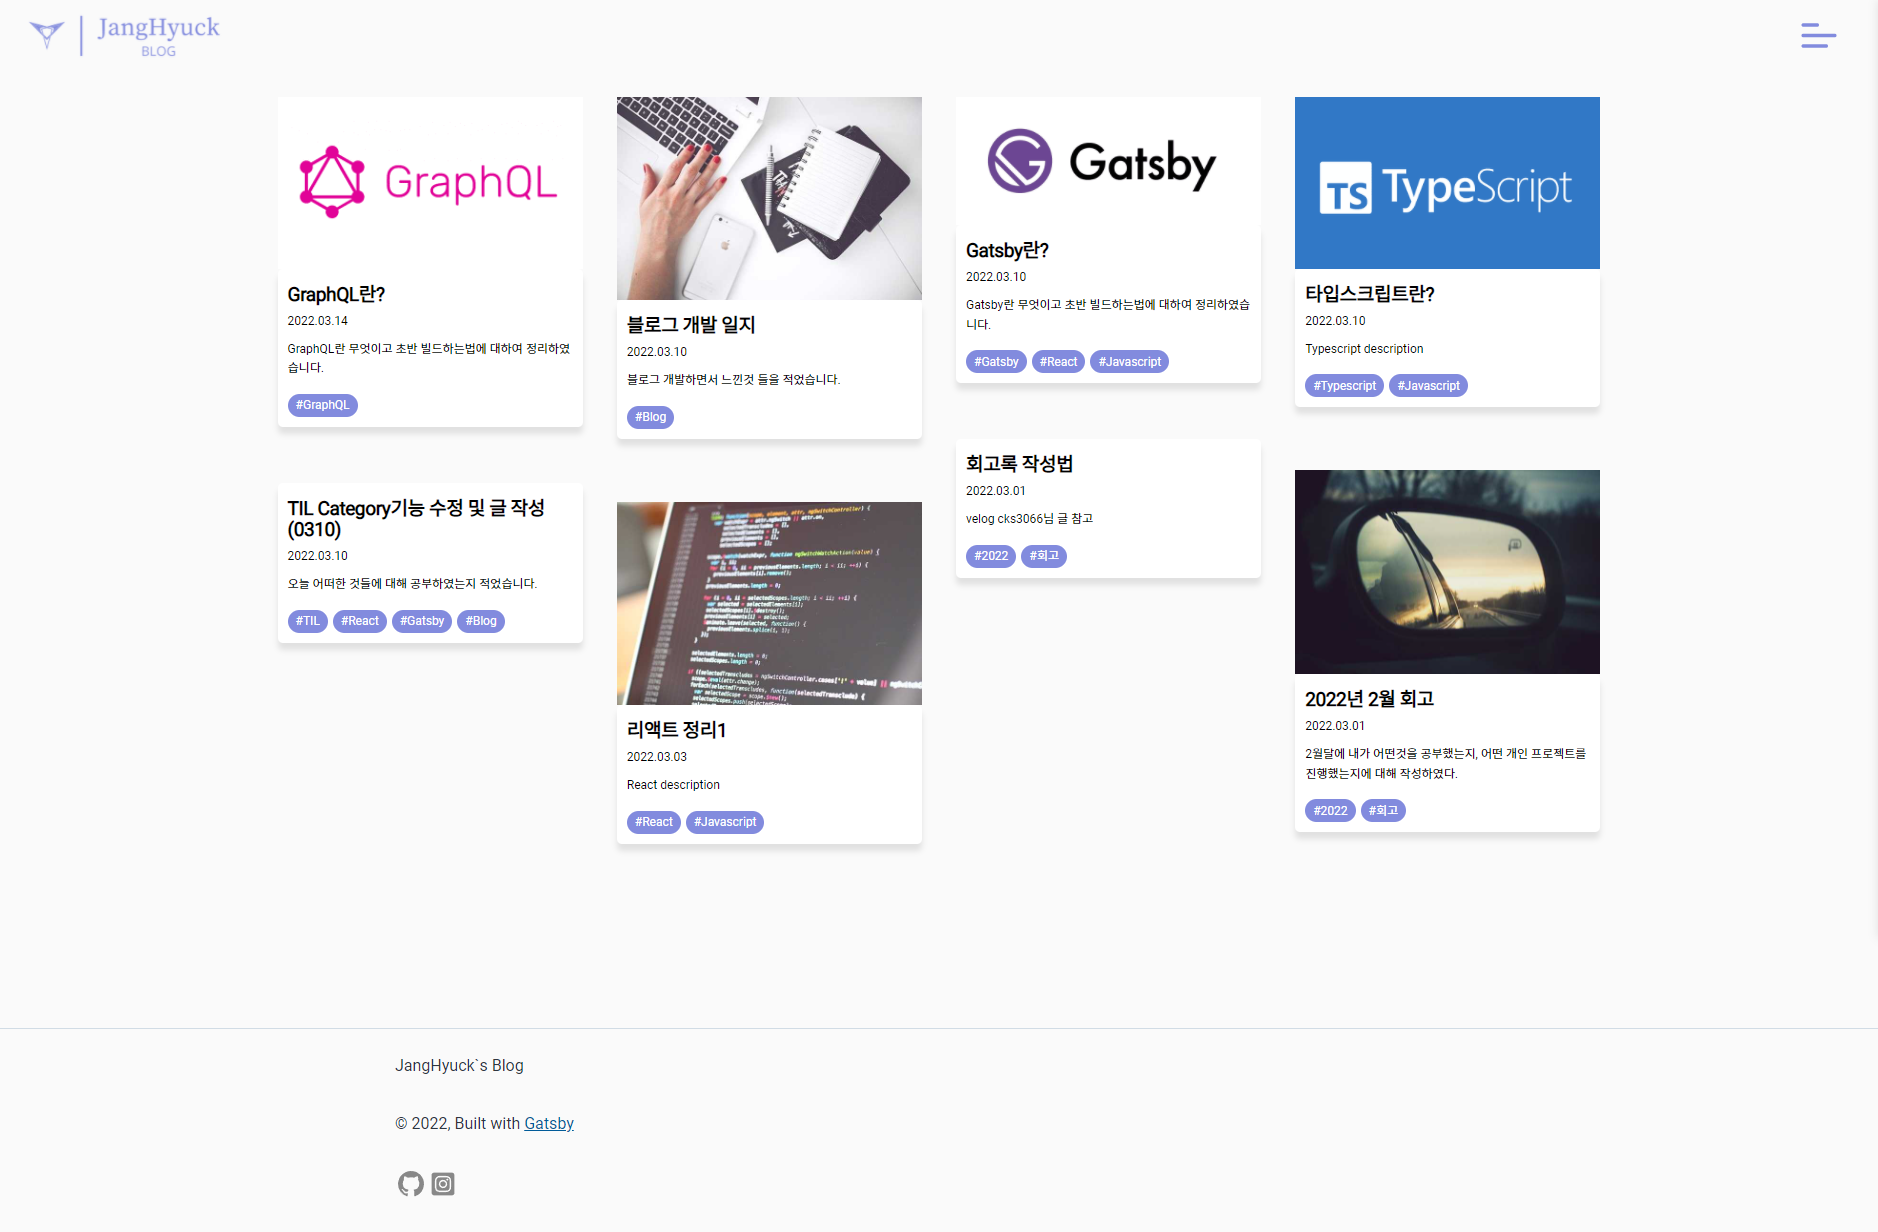 JangHyuck
BLOG
GraphQL
GraphQL란?
2022.03.14
GraphQL란 무엇이고 초반 빌드하는법에 대하여 정리하였
습니다.
#GraphQL
블로그 개발 일지
2022.03.10
블로그 개발하면서 느낀것 들을 적었습니다.
#Blog
Gatsby
Gatsby란?
2022.03.10
Gatsby란 무엇이고 초반 빌드하는법에 대하여 정리하였습
니다.
#Gatsby #React #Javascript
TS TypeScript
타입스크립트란?
2022.03.10
Typescript description
#Typescript #Javascript
TIL Category기능 수정 및 글 작성
(0310)
2022.03.10
오늘 어떠한 것들에 대해 공부하였는지 적었습니다.
#TIL #React #Gatsby #Blog
리액트 정리1
2022.03.03
React description
#React #Javascript
회고록 작성법
2022.03.01
velog cks3066님 글 참고
#2022 #회고
2022년 2월 회고
2022.03.01
2월달에 내가 어떤것을 공부했는지, 어떤 개인 프로젝트를
진행했는지에 대해 작성하였다.
#2022 #회고
JangHyuck`s Blog
© 2022, Built with Gatsby